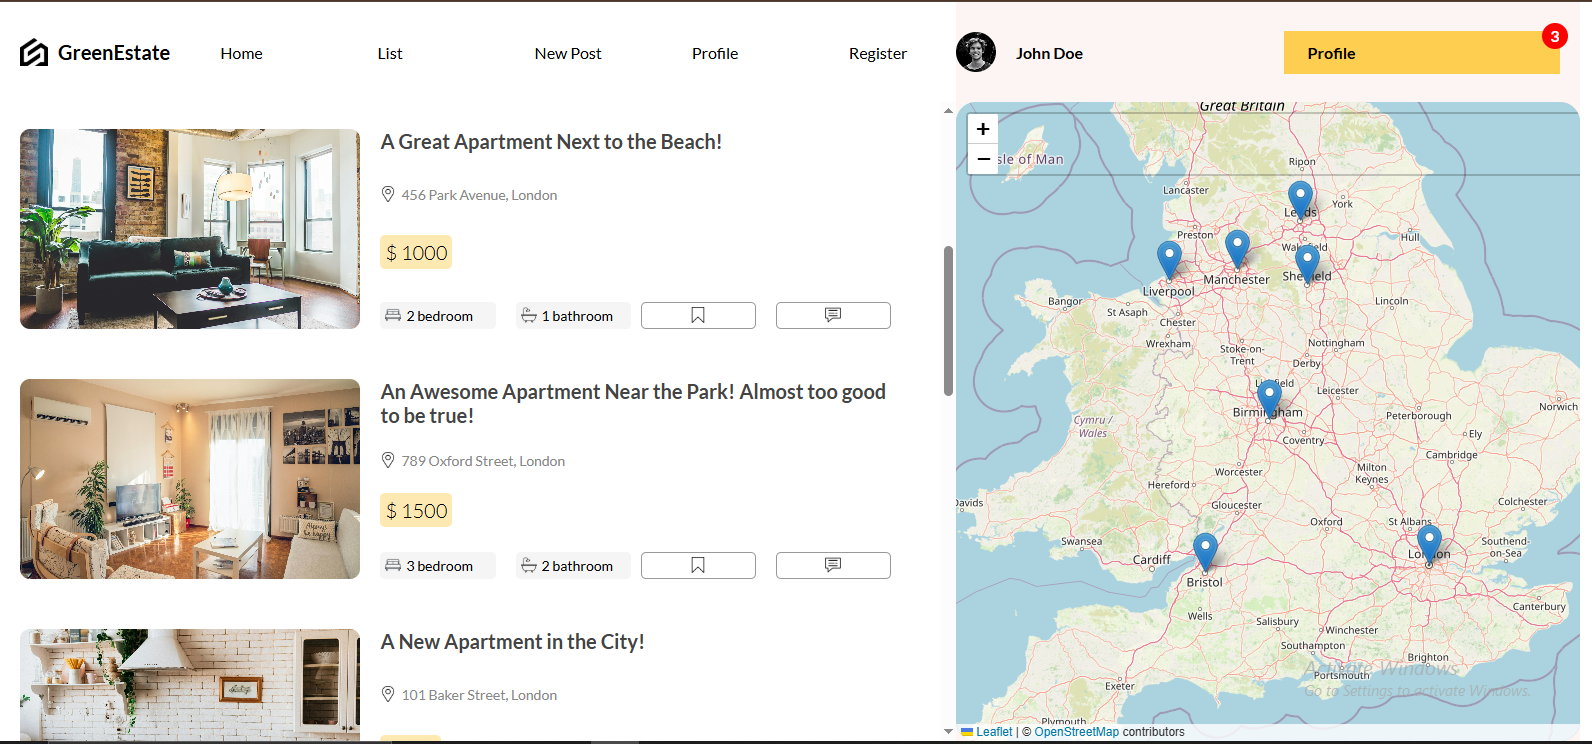 GreenEstate
Home
List
New Post
Profile
Register
John Doe
Profile
3
A Great Apartment Next to the Beach!
456 Park Avenue, London
$ 1000
2 bedroom
1 bathroom
An Awesome Apartment Near the Park! Almost too good
to be true!
789 Oxford Street, London
$ 1500
3 bedroom
2 bathroom
A New Apartment in the City!
101 Baker Street, London
Always
be happy
+
−
Great Britain
sle of Man
Ripon
Lancaster
York
Leeds
Preston
Hull
Liverpool
Manchester
Sheffield
Bangor
St Asaph
Lincoln
Chester
Wrexham
Stoke-on-
Trent
Nottingham
Derby
Leicester
Norwich
Birmingham
Peterborough
Cymru /
Wales
Coventry
Ely
Cambridge
Worcester
Milton
Keynes
Hereford
Gloucester
Colchester
Davids
Oxford
St Albans
Swansea
Cardiff
London
Southend-
on-Sea
Bristol
Canterbury
Wells
Salisbury
Winchester
Southampton
Brighton
Portsmouth
Exeter
Plymouth
Activate Windows
Go to Settings to activate Windows.
Leaflet | © OpenStreetMap contributors